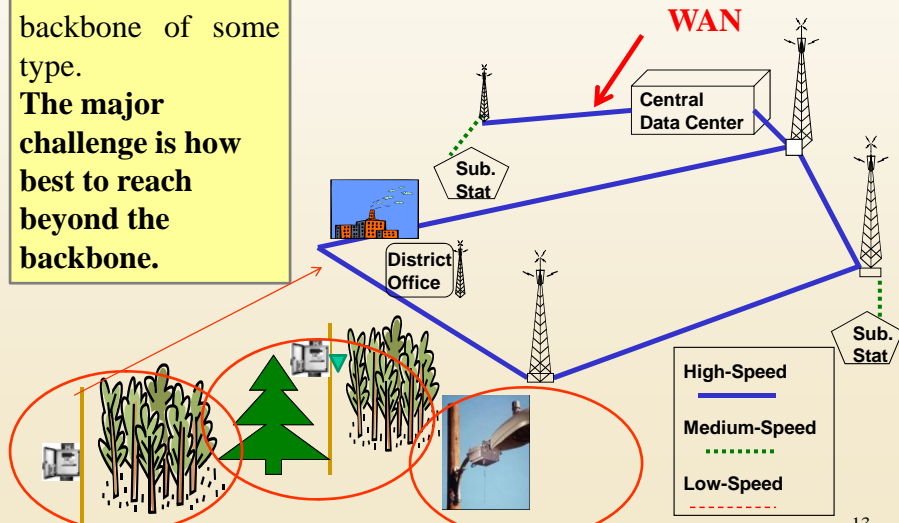 backbone of some
type.
The major
challenge is how
best to reach
beyond the
backbone.
WAN
Central
Data Center
Sub.
Stat
District
Office
Sub.
Stat
High-Speed
Medium-Speed
Low-Speed